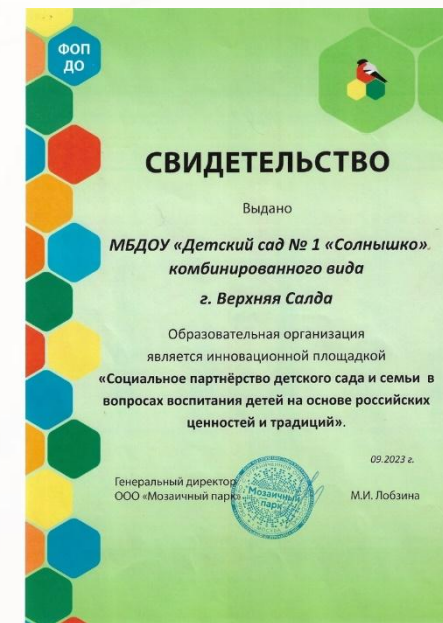 ФОП
ДО
СВИДЕТЕЛЬСТВО
Выдано
МБДОУ «Детский сад № 1 «Солнышко»
комбинированного вида
г. Верхняя Салда
Образовательная организация
является инновационной площадкой
«Социальное партнёрство детского сада и семьи в
вопросах воспитания детей на основе российских
ценностей и традиций».
09.2023 г.
Генеральный директор
ООО «Мозаичный парк»
М.И. Лобзина
Мозаичный
парк